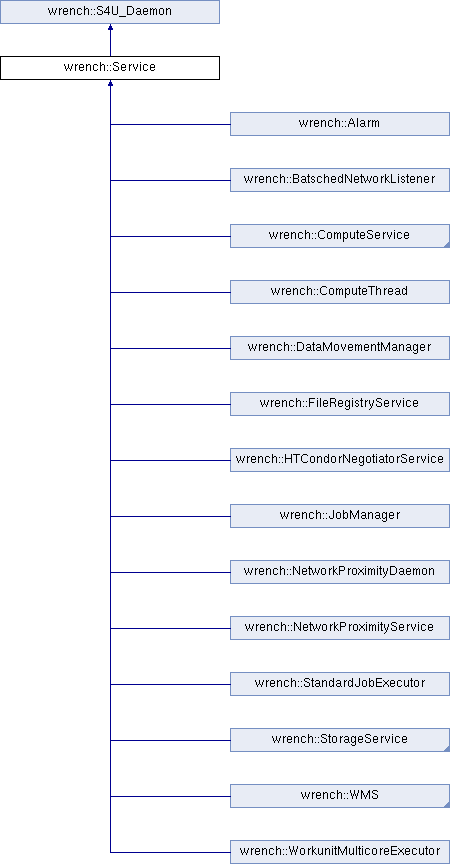 wrench::S4U_Daemon
wrench::Service
wrench::Alarm
wrench::BatschedNetworkListener
wrench::ComputeService
wrench::ComputeThread
wrench::DataMovementManager
wrench::FileRegistryService
wrench::HTCondorNegotiatorService
wrench::JobManager
wrench::NetworkProximityDaemon
wrench::NetworkProximityService
wrench::StandardJobExecutor
wrench::StorageService
wrench::WMS
wrench::WorkunitMulticoreExecutor